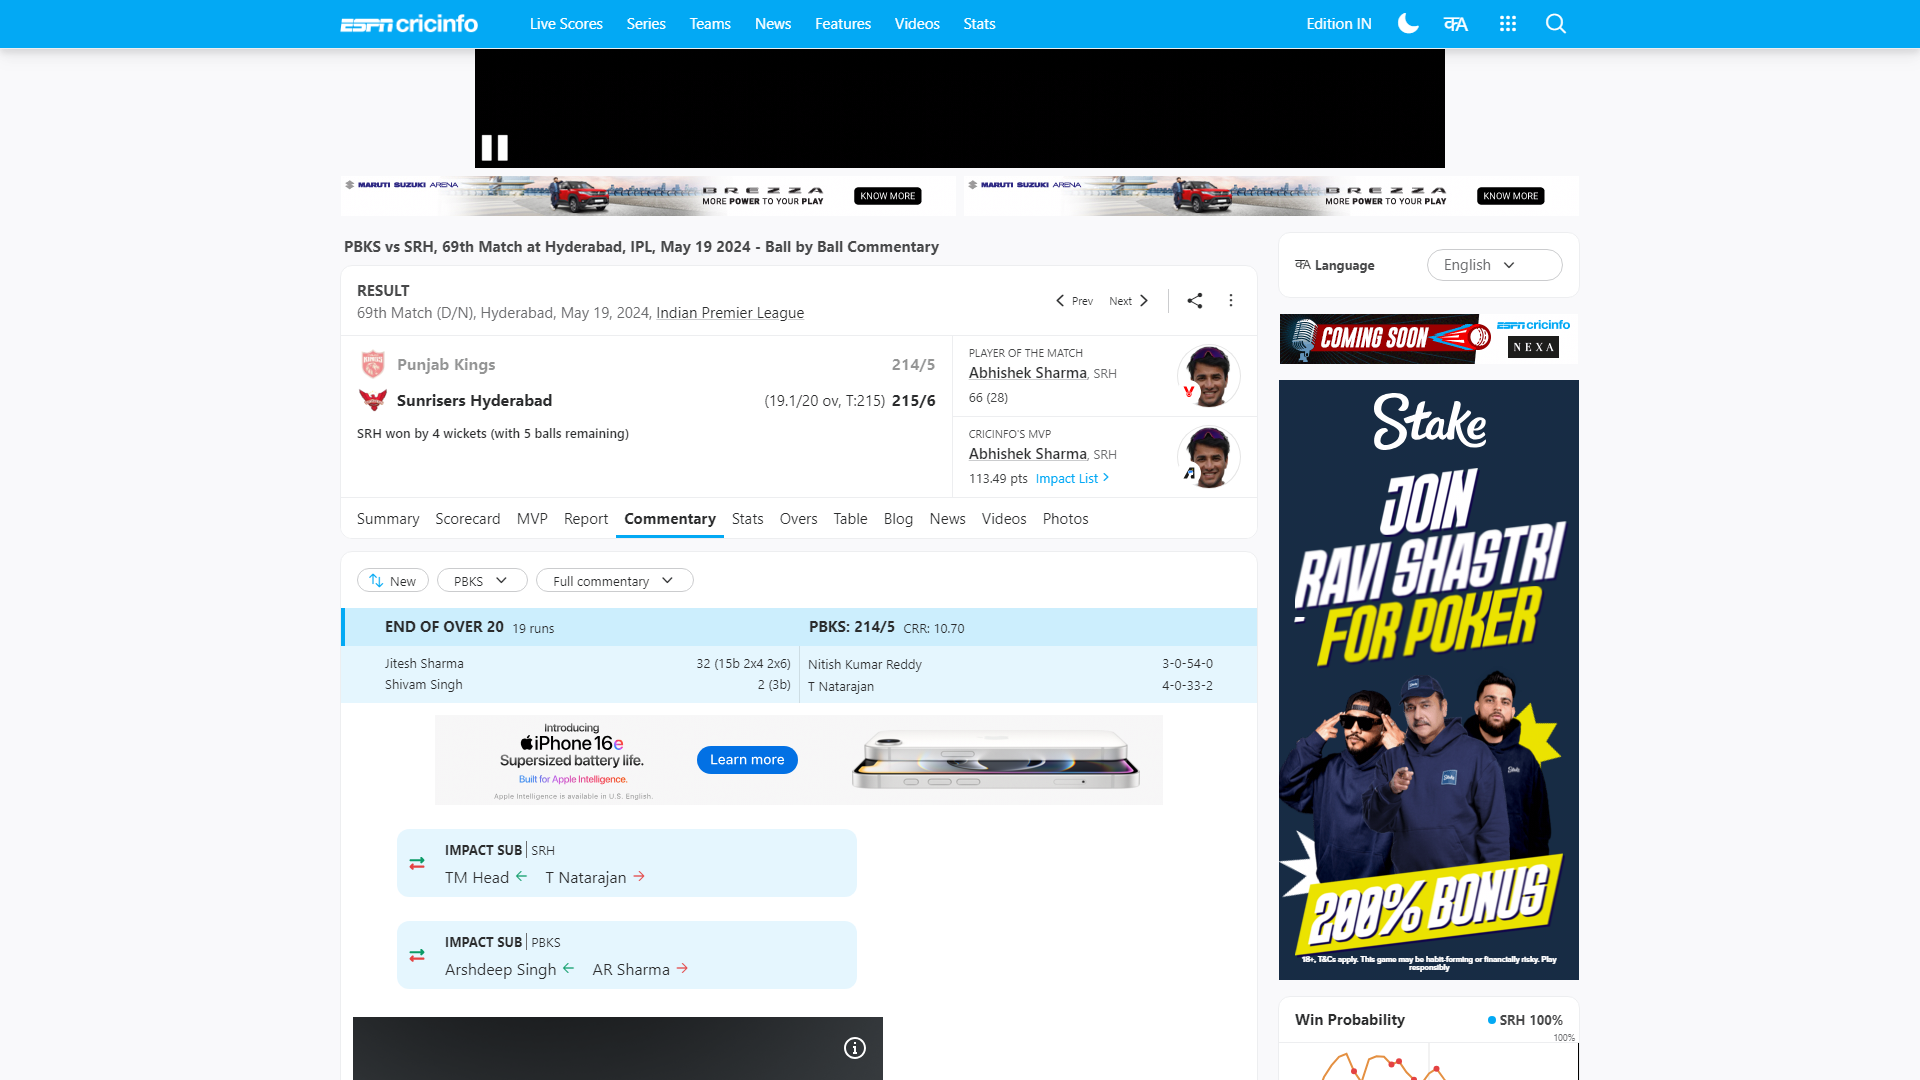 ESPN cricinfo Live Scores Series Teams News Features Videos Stats Edition IN
MARUTI SUZUKI ARENA BREZZA MORE POWER TO YOUR PLAY KNOW MORE
MARUTI SUZUKI ARENA BREZZA MORE POWER TO YOUR PLAY KNOW MORE
PBKS vs SRH, 69th Match at Hyderabad, IPL, May 19 2024 - Ball by Ball Commentary
RESULT
69th Match (D/N), Hyderabad, May 19, 2024, Indian Premier League
Prev Next
Punjab Kings 214/5
Sunrisers Hyderabad (19.1/20 ov, T:215) 215/6
SRH won by 4 wickets (with 5 balls remaining)
PLAYER OF THE MATCH
Abhishek Sharma, SRH
66 (28)
CRICINFO'S MVP
Abhishek Sharma, SRH
113.49 pts Impact List
Summary Scorecard MVP Report Commentary Stats Overs Table Blog News Videos Photos
New PBKS Full commentary
END OF OVER 20 19 runs PBKS: 214/5 CRR: 10.70
Jitesh Sharma 32 (15b 2x4 2x6) Nitish Kumar Reddy 3-0-54-0
Shivam Singh 2 (3b) T Natarajan 4-0-33-2
Introducing
iPhone 16e
Supersized battery life.
Built for Apple Intelligence.
Apple Intelligence is available in U.S. English.
Learn more
IMPACT SUB SRH
TM Head T Natarajan
IMPACT SUB PBKS
Arshdeep Singh AR Sharma
Language English
COMING SOON ESPN cricinfo
NEXA
Stake
JOIN
RAVI SHASTRI
FOR POKER
200% BONUS
18+, T&Cs apply. This game may be habit-forming or financially risky. Play
responsibly
Win Probability SRH 100%
100%